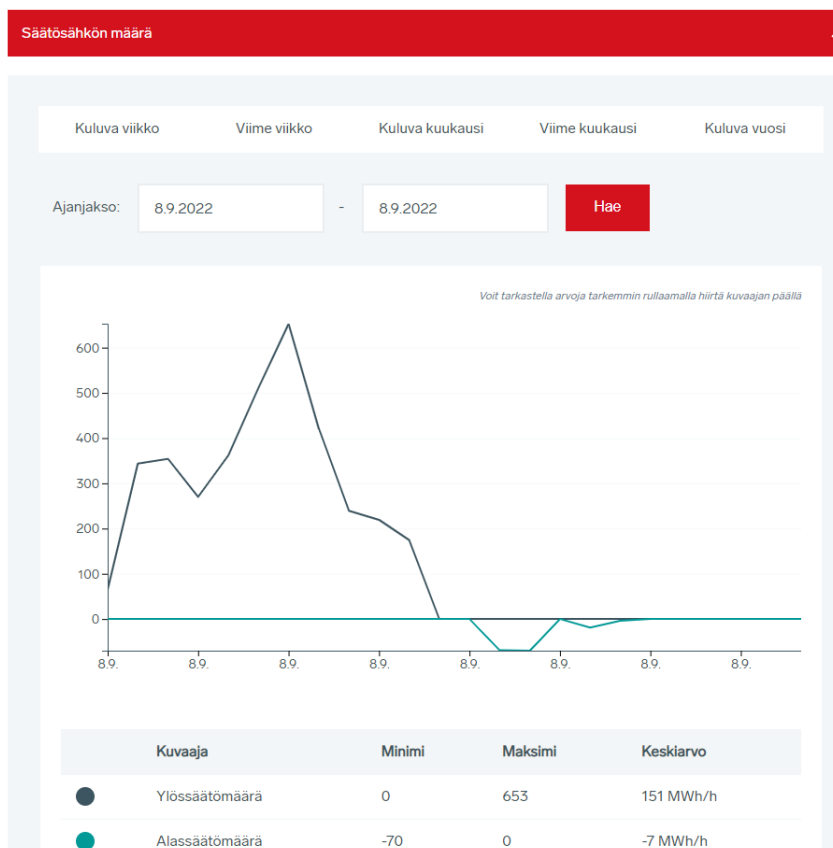 Säätösähkön määrä
Kuluva viikko Viime viikko Kuluva kuukausi Viime kuukausi Kuluva vuosi
Ajanjakso: 8.9.2022 - 8.9.2022 Hae
Voit tarkastella arvoja tarkemmin rullaamalla hiirtä kuvaajan päällä
600
500
400
300
200
100
0
8.9. 8.9. 8.9. 8.9. 8.9. 8.9. 8.9. 8.9.
Kuvaaja Minimi Maksimi Keskiarvo
Ylössäätömäärä 0 653 151 MWh/h
Alassäätömäärä -70 0 -7 MWh/h